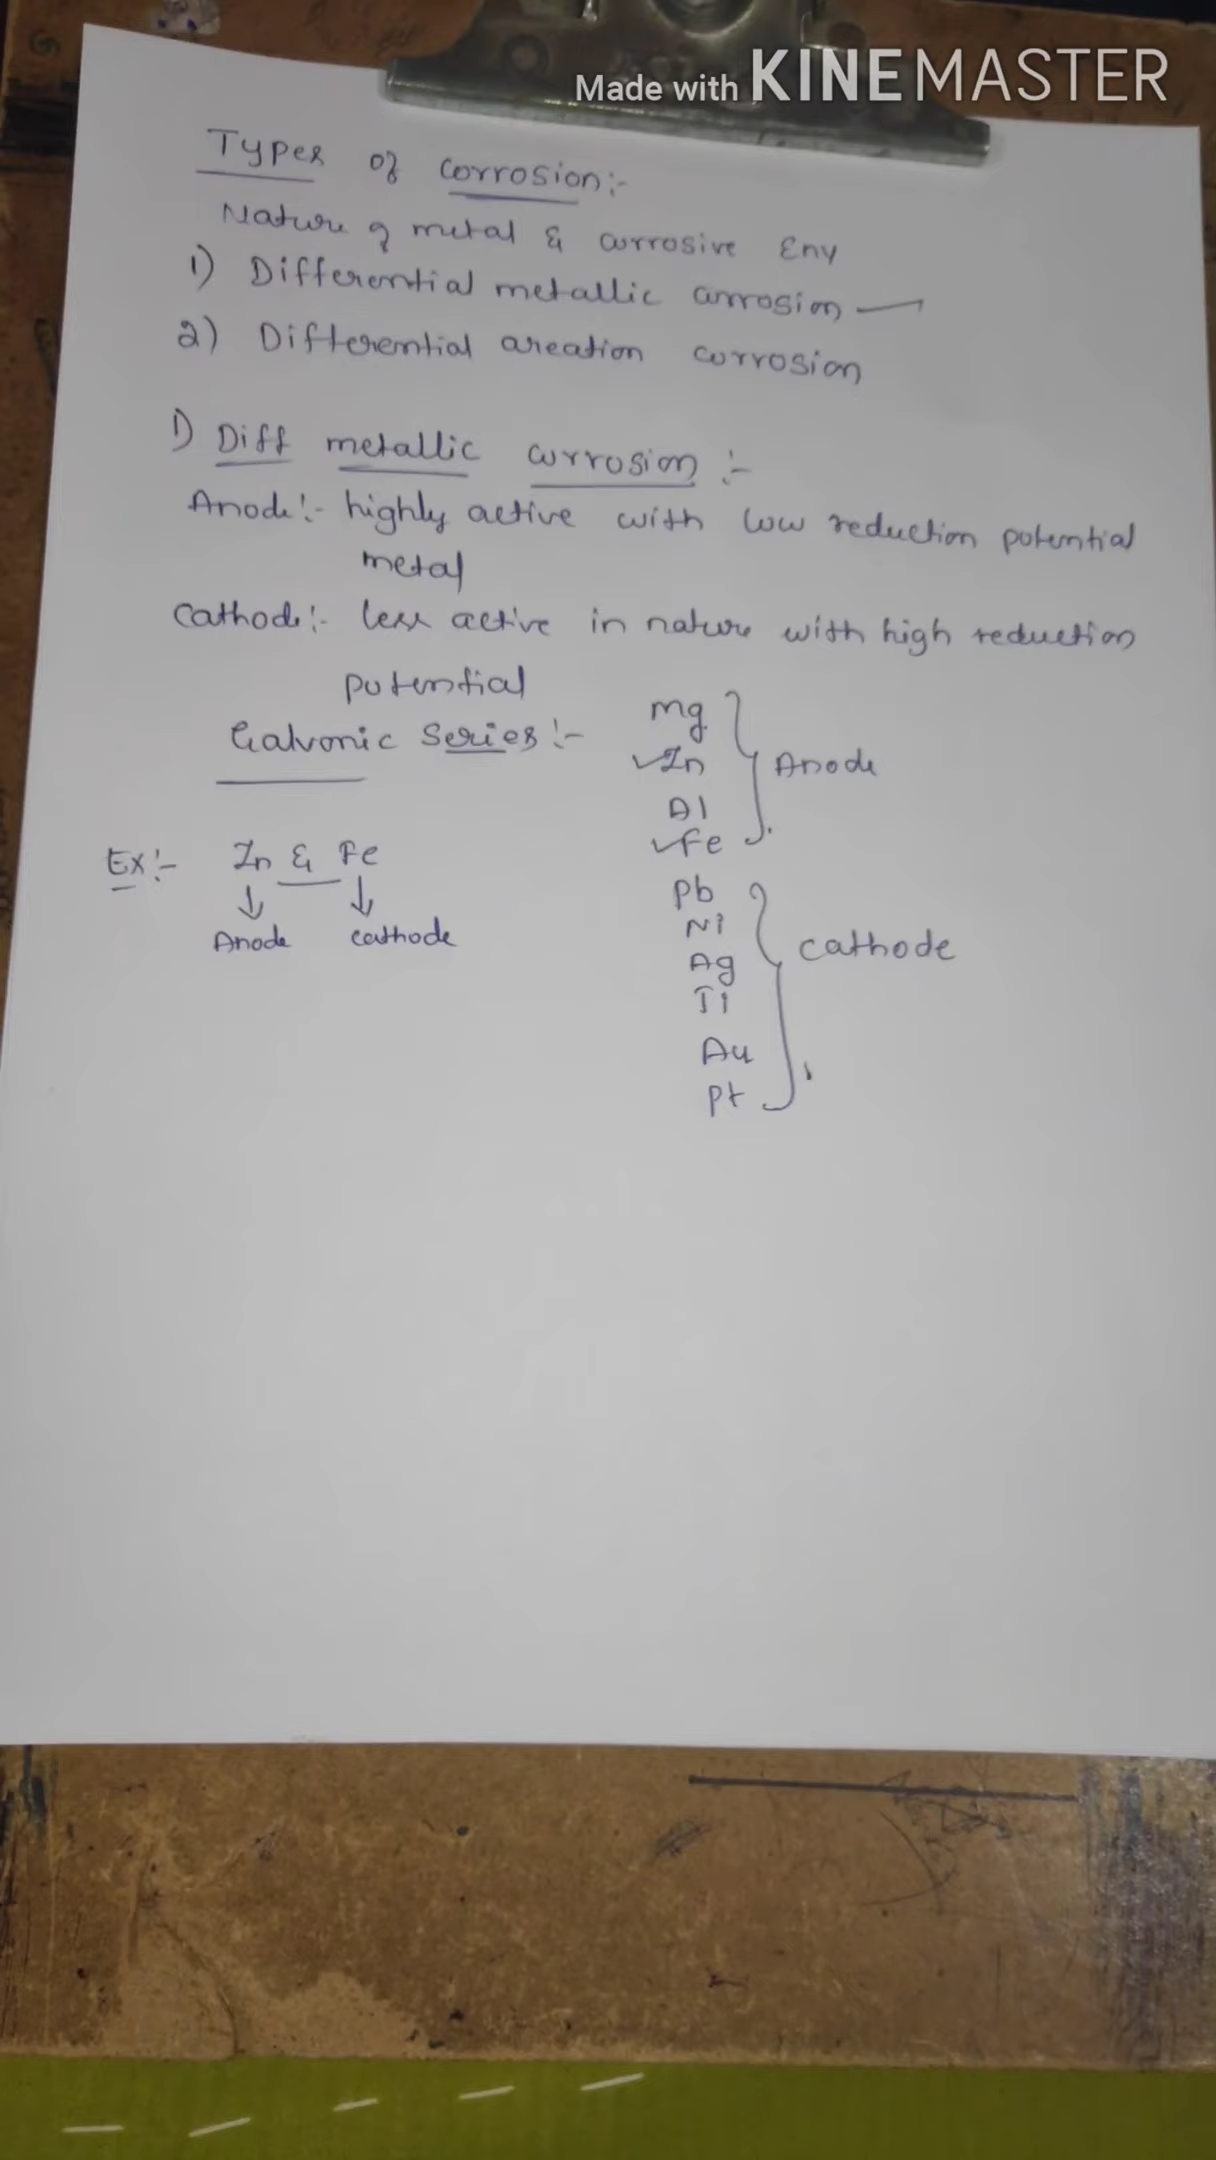 Made with KINEMASTER
Types of corrosion:-
Nature of metal & corrosive Env
1) Differential metallic corrosion —
2) Differential areation corrosion
1) Diff metallic corrosion :-
Anode:- highly active with low reduction potential
metal
Cathode:- less active in nature with high reduction
potential
Galvonic Series:-
Mg
Zn
Al
Fe
Anode
Pb
Ni
Ag
Ti
Au
Pt
Cathode
Ex:- Zn & Fe
↓ ↓
Anode cathode